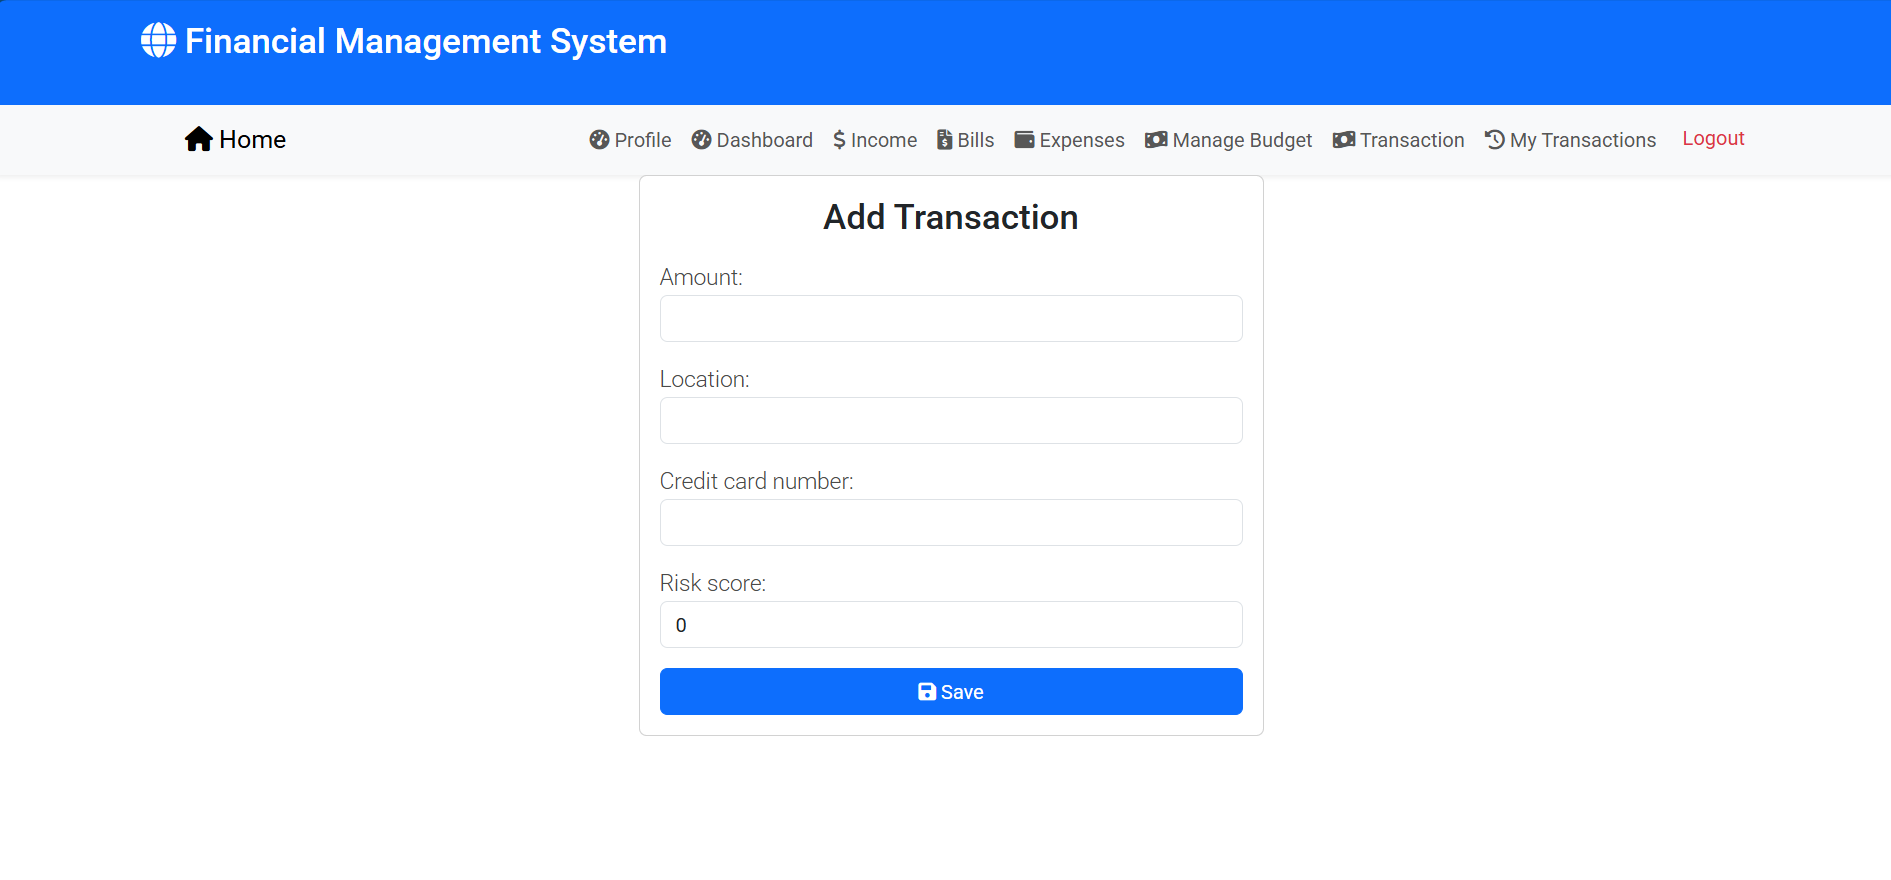 Financial Management System
Home Profile Dashboard Income Bills Expenses Manage Budget Transaction My Transactions Logout
Add Transaction
Amount:
Location:
Credit card number:
Risk score:
0
Save